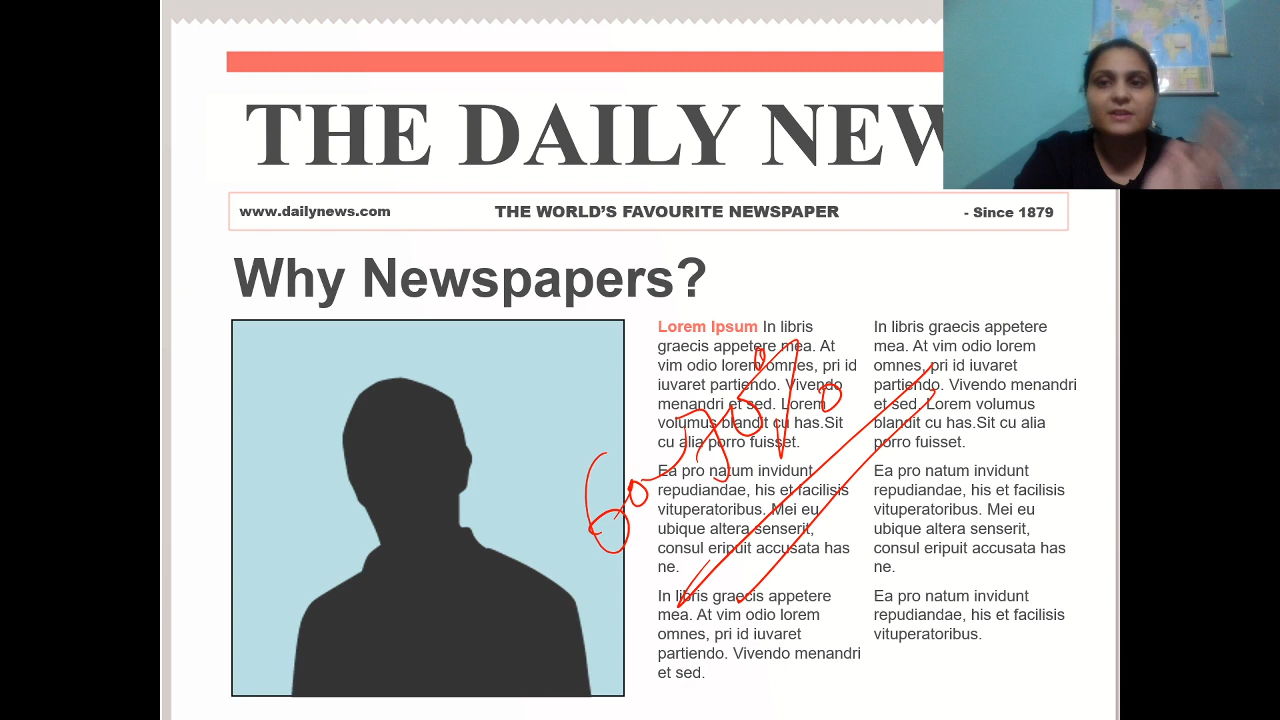 THE DAILY NEW
www.dailynews.com THE WORLD'S FAVOURITE NEWSPAPER - Since 1879
Why Newspapers?
Lorem Ipsum In libris
graecis appetere mea. At
vim odio lorem omnes, pri id
iuvaret partiendo. Vivendo
menandri et sed. Lorem
volumus blandit cu has.Sit
cu alia porro fuisset.
Ea pro natum invidunt
repudiandae, his et facilisis
vituperatoribus. Mei eu
ubique altera senserit,
consul eripuit accusata has
ne.
In libris graecis appetere
mea. At vim odio lorem
omnes, pri id iuvaret
partiendo. Vivendo menandri
et sed.
In libris graecis appetere
mea. At vim odio lorem
omnes, pri id iuvaret
partiendo. Vivendo menandri
et sed. Lorem volumus
blandit cu has.Sit cu alia
porro fuisset.
Ea pro natum invidunt
repudiandae, his et facilisis
vituperatoribus. Mei eu
ubique altera senserit,
consul eripuit accusata has
ne.
Ea pro natum invidunt
repudiandae, his et facilisis
vituperatoribus.
60-70%